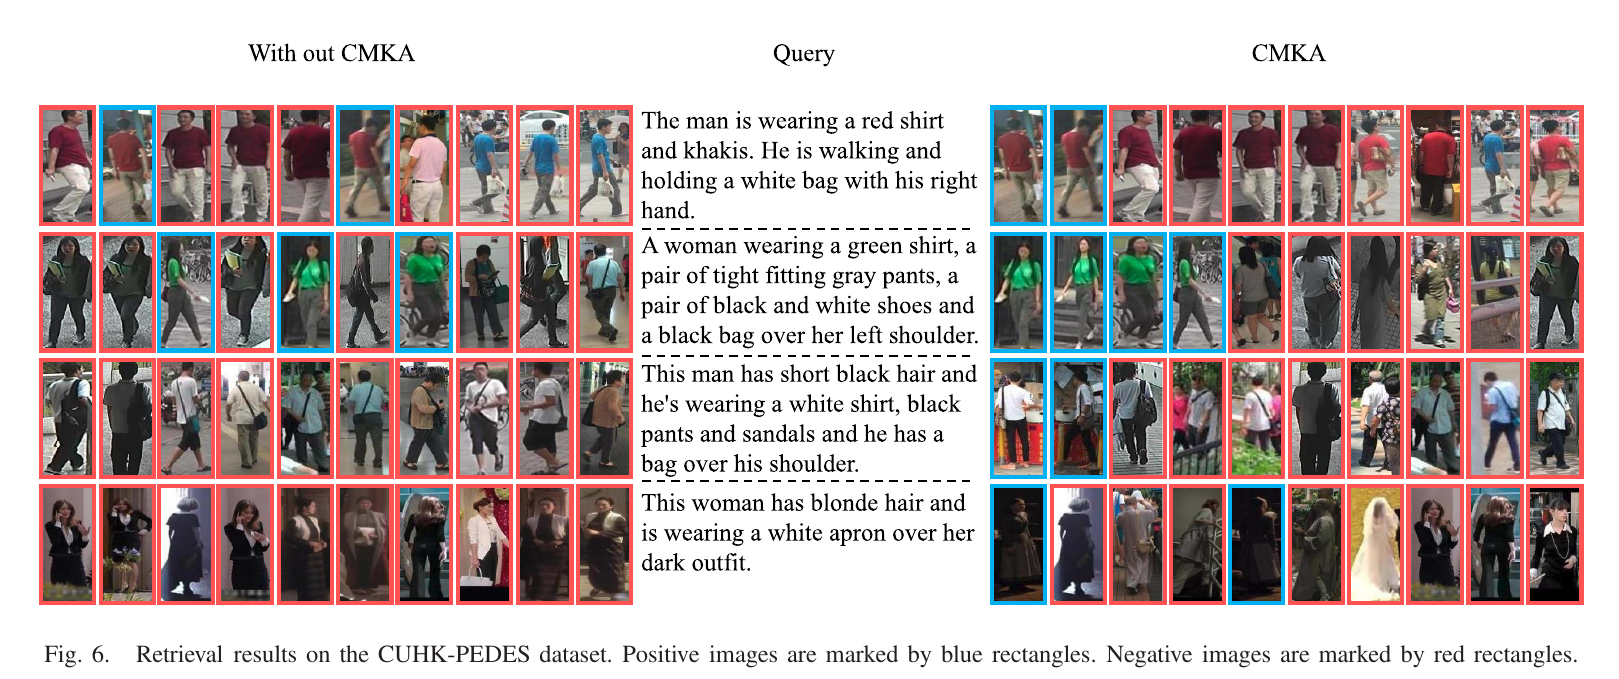 With out CMKA
Query
CMKA
The man is wearing a red shirt
and khakis. He is walking and
holding a white bag with his right
hand.
A woman wearing a green shirt, a
pair of tight fitting gray pants, a
pair of black and white shoes and
a black bag over her left shoulder.
This man has short black hair and
he's wearing a white shirt, black
pants and sandals and he has a
bag over his shoulder.
This woman has blonde hair and
is wearing a white apron over her
dark outfit.
Fig. 6. Retrieval results on the CUHK-PEDES dataset. Positive images are marked by blue rectangles. Negative images are marked by red rectangles.